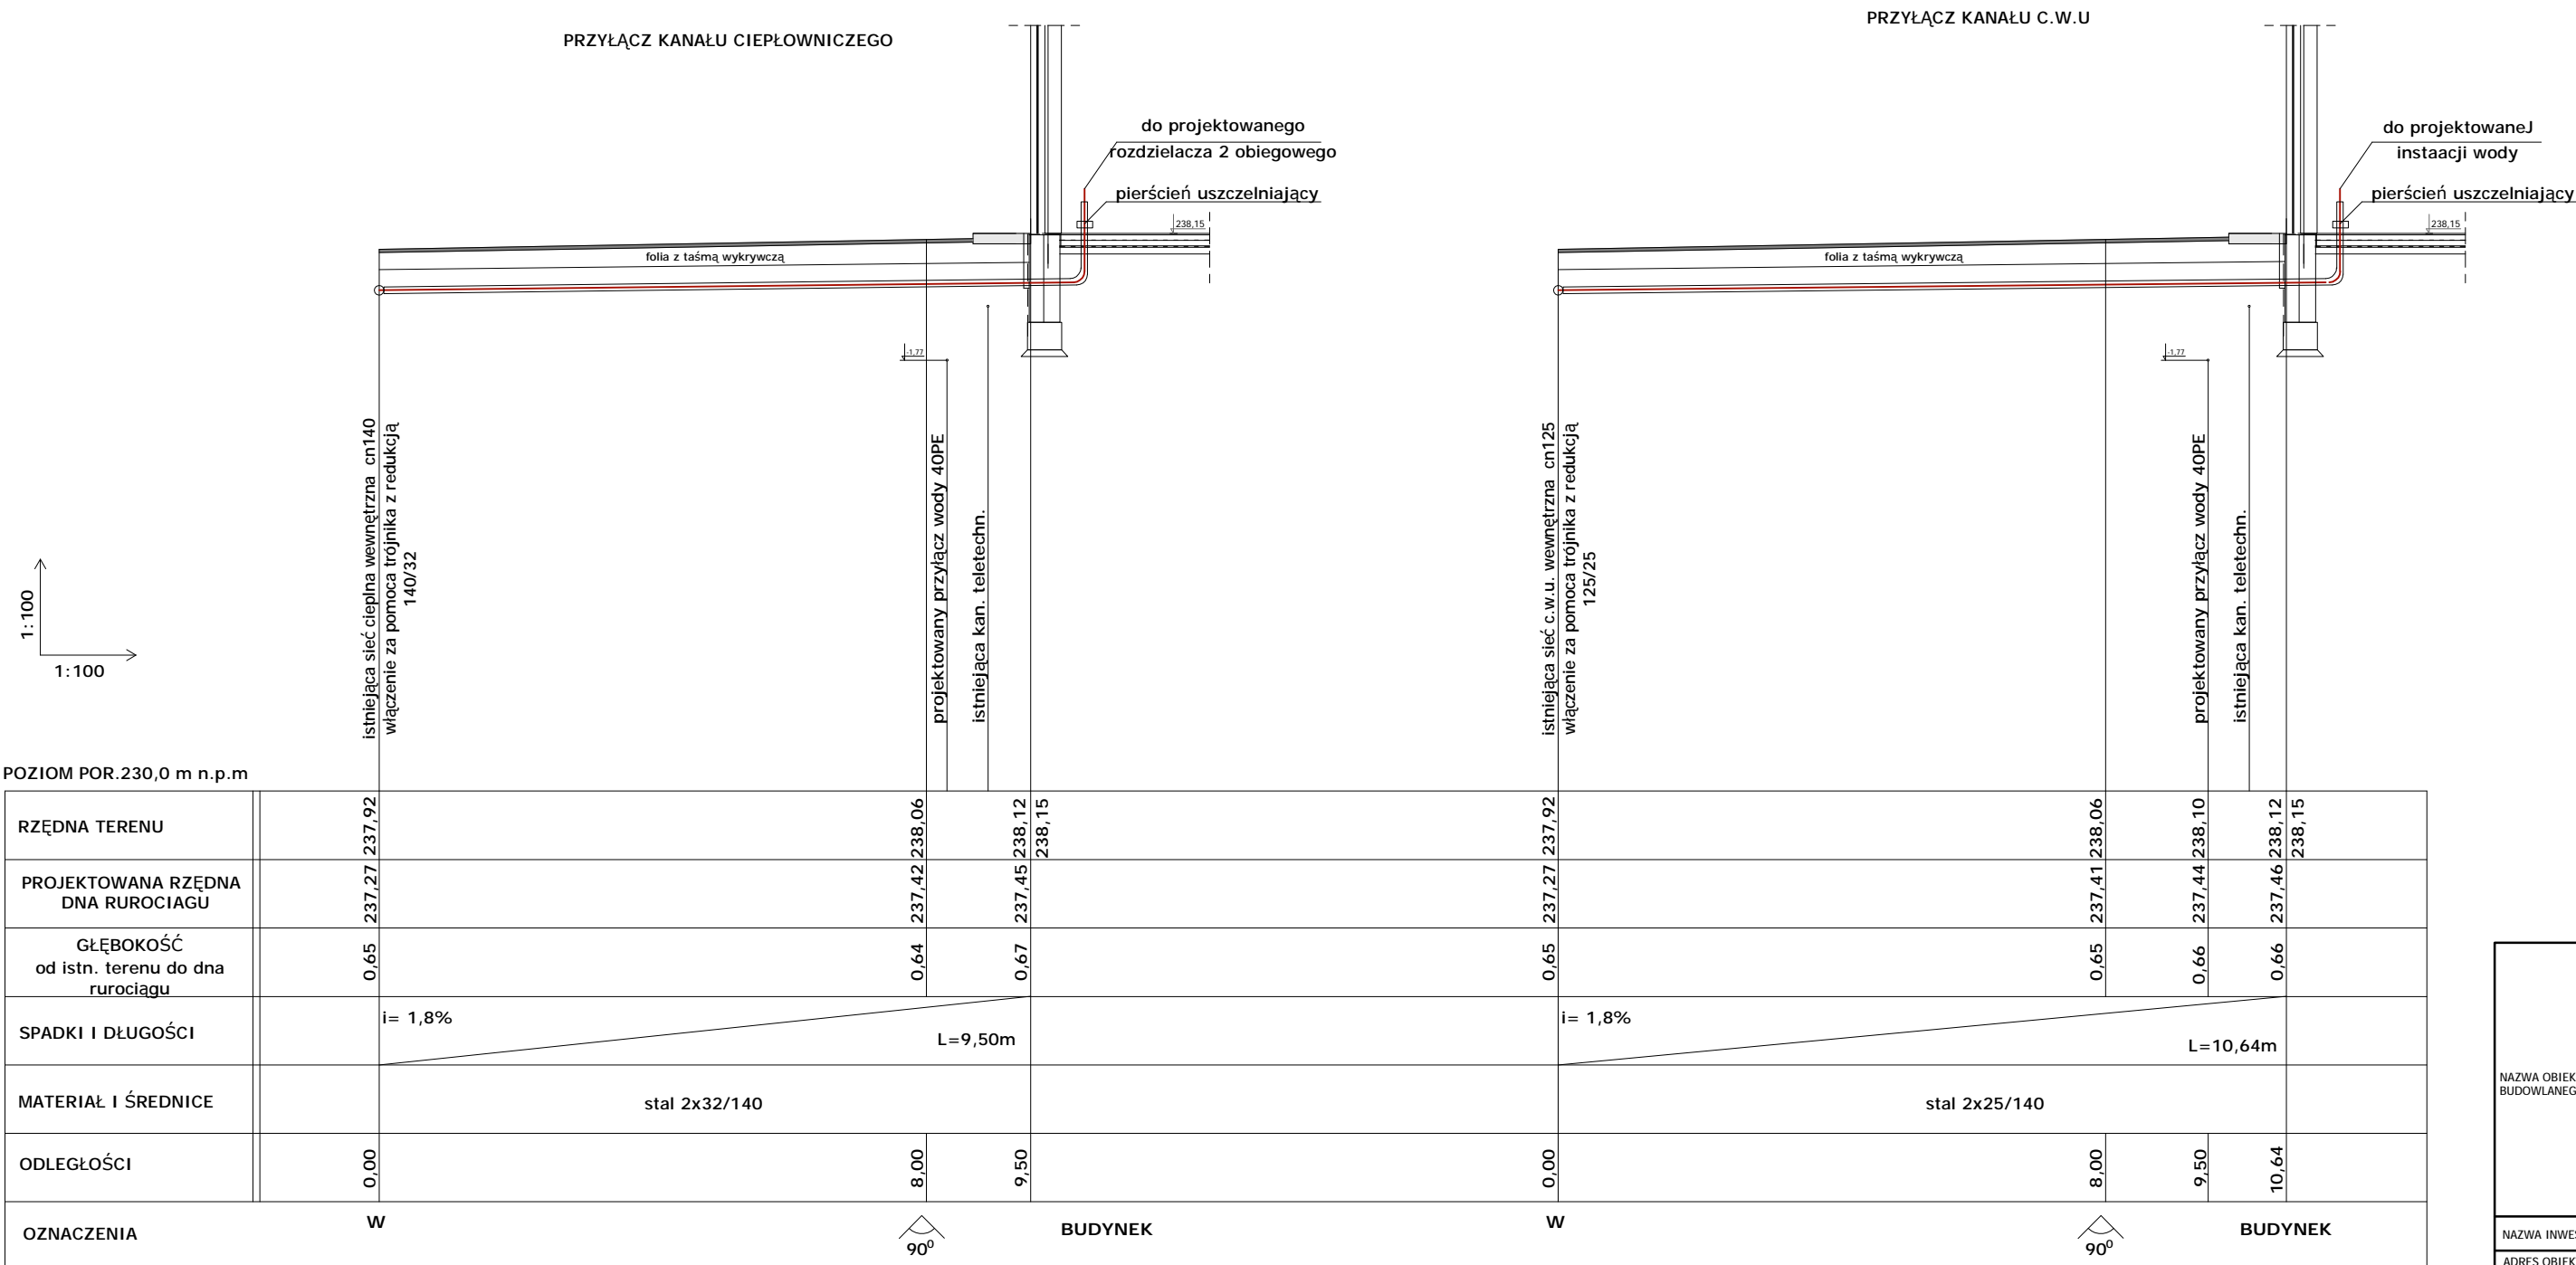 PRZYŁĄCZ KANAŁU CIEPŁOWNICZEGO
do projektowanego
rozdzielacza 2 obiegowego
pierścień uszczelniający
238,15
folia z taśmą wykrywczą
-1,77
istniejąca sieć cieplna wewnętrzna cn140
włączenie za pomoca trójnika z redukcją
140/32
projektowany przyłącz wody 40PE
istniejąca kan. teletechn.
PRZYŁĄCZ KANAŁU C.W.U
do projektowaneJ
instaacji wody
pierścień uszczelniający
238,15
folia z taśmą wykrywczą
-1,77
istniejąca sieć c.w.u. wewnętrzna cn125
włączenie za pomoca trójnika z redukcją
125/25
projektowany przyłącz wody 40PE
istniejąca kan. teletechn.
1:100
1:100
POZIOM POR.230,0 m n.p.m
RZĘDNA TERENU
237,92
238,06
238,12
238,15
237,92
238,06
238,10
238,12
238,15
PROJEKTOWANA RZĘDNA
DNA RUROCIAGU
237,27
237,42
237,45
237,27
237,41
237,44
237,46
GŁĘBOKOŚĆ
od istn. terenu do dna
rurociągu
0,65
0,64
0,67
0,65
0,65
0,66
0,66
SPADKI I DŁUGOŚCI
i= 1,8%
L=9,50m
i= 1,8%
L=10,64m
MATERIAŁ I ŚREDNICE
stal 2x32/140
stal 2x25/140
ODLEGŁOŚCI
0,00
8,00
9,50
0,00
8,00
9,50
10,64
OZNACZENIA
W
90⁰
BUDYNEK
W
90⁰
BUDYNEK
NAZWA OBIEK
BUDOWLANEG
NAZWA INWES
ADRES OBIEK